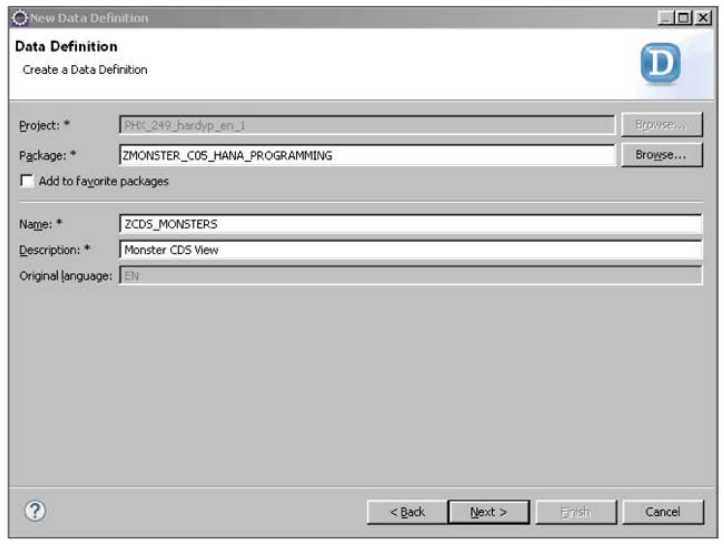 New Data Definition
Data Definition
Create a Data Definition
D
Project: * PHX_249_hardyp_en_1 Browse...
Package: * ZMONSTER_C05_HANA_PROGRAMMING Browse...
Add to favorite packages
Name: * ZCDS_MONSTERS
Description: * Monster CDS View
Original language: EN
? < Back Next > Finish Cancel